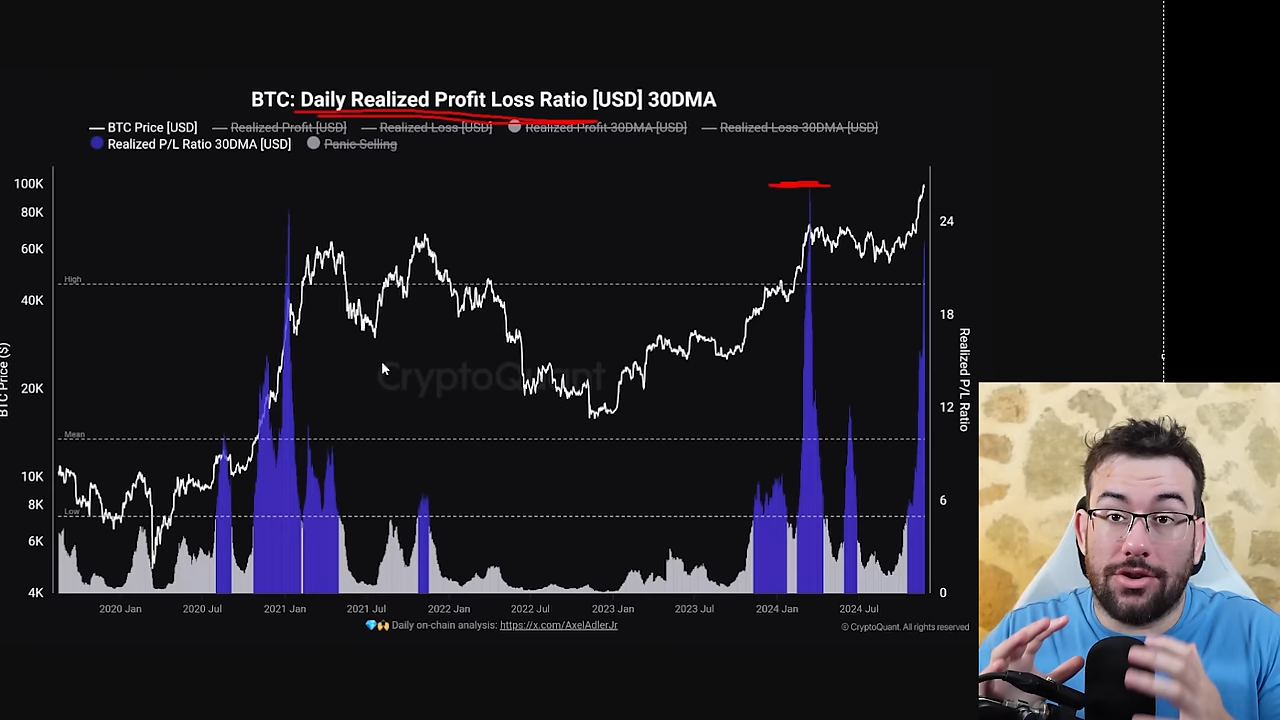 BTC: Daily Realized Profit Loss Ratio [USD] 30DMA
BTC Price [USD] Realized Profit [USD] Realized Loss [USD] Realized Profit 30DMA [USD] Realized Loss 30DMA [USD]
Realized P/L Ratio 30DMA [USD] Panic Selling
100K
80K
60K
40K
20K
10K
8K
6K
4K
BTC Price ($)
High
Mean
Low
CryptoQuant
24
18
12
6
0
Realized P/L Ratio
2020 Jan 2020 Jul 2021 Jan 2021 Jul 2022 Jan 2022 Jul 2023 Jan 2023 Jul 2024 Jan 2024 Jul
💎🙌 Daily on-chain analysis: https://x.com/AxelAdlerJr
© CryptoQuant. All rights reserved